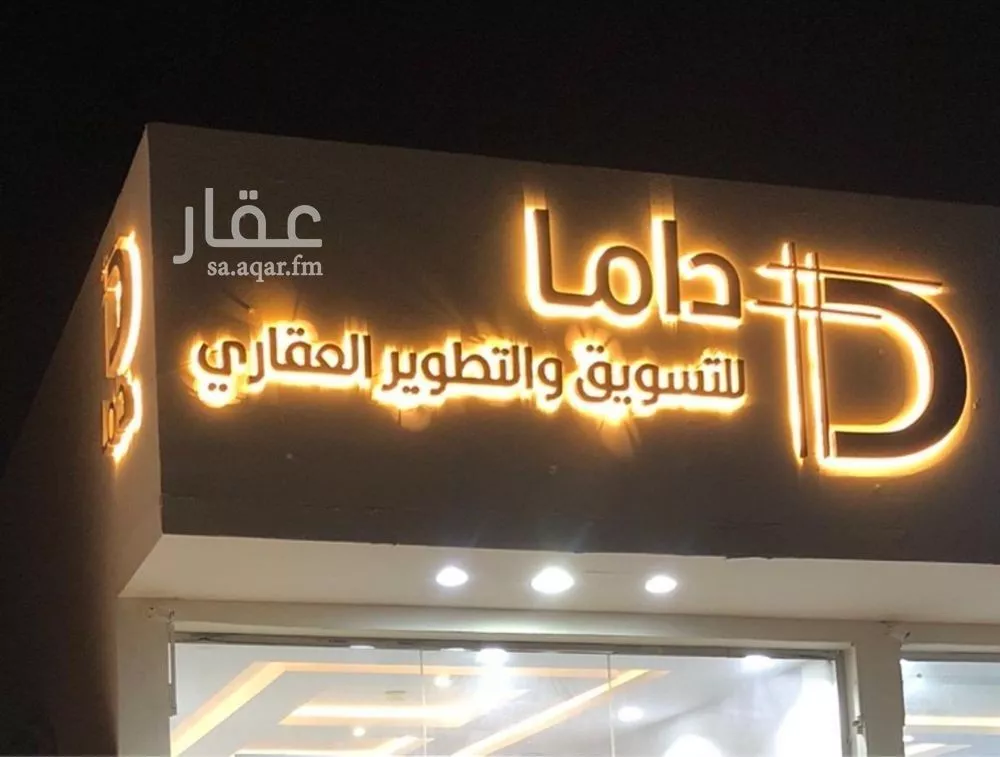 عقار
sa.aqar.fm
داما
للتسويق والتطوير العقاري